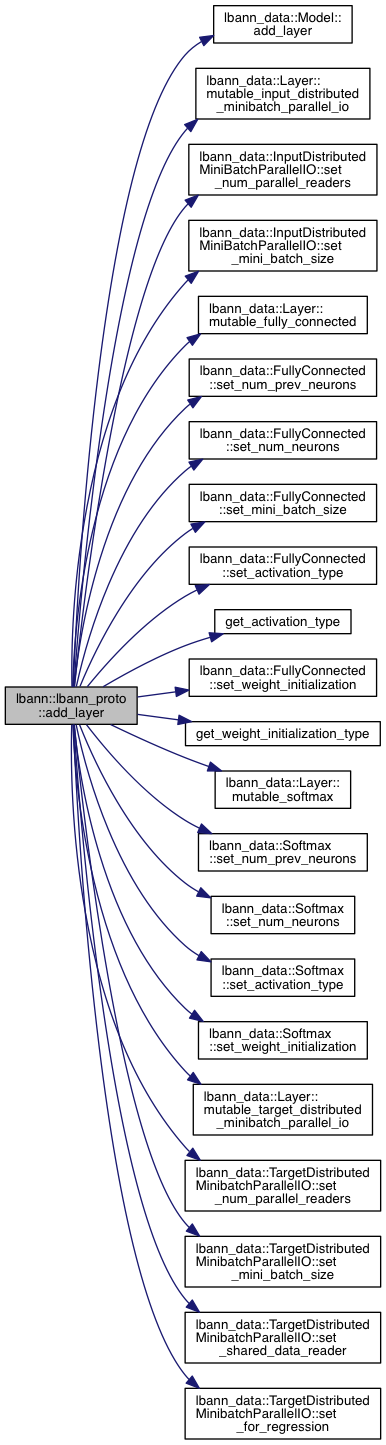 lbann_data::Model::
add_layer
lbann_data::Layer::
mutable_input_distributed
_minibatch_parallel_io
lbann_data::InputDistributed
MiniBatchParallelIO::set
_num_parallel_readers
lbann_data::InputDistributed
MiniBatchParallelIO::set
_mini_batch_size
lbann_data::Layer::
mutable_fully_connected
lbann_data::FullyConnected
::set_num_prev_neurons
lbann_data::FullyConnected
::set_num_neurons
lbann_data::FullyConnected
::set_mini_batch_size
lbann_data::FullyConnected
::set_activation_type
get_activation_type
lbann::lbann_proto
::add_layer
lbann_data::FullyConnected
::set_weight_initialization
get_weight_initialization_type
lbann_data::Layer::
mutable_softmax
lbann_data::Softmax
::set_num_prev_neurons
lbann_data::Softmax
::set_num_neurons
lbann_data::Softmax
::set_activation_type
lbann_data::Softmax
::set_weight_initialization
lbann_data::Layer::
mutable_target_distributed
_minibatch_parallel_io
lbann_data::TargetDistributed
MinibatchParallelIO::set
_num_parallel_readers
lbann_data::TargetDistributed
MinibatchParallelIO::set
_mini_batch_size
lbann_data::TargetDistributed
MinibatchParallelIO::set
_shared_data_reader
lbann_data::TargetDistributed
MinibatchParallelIO::set
_for_regression